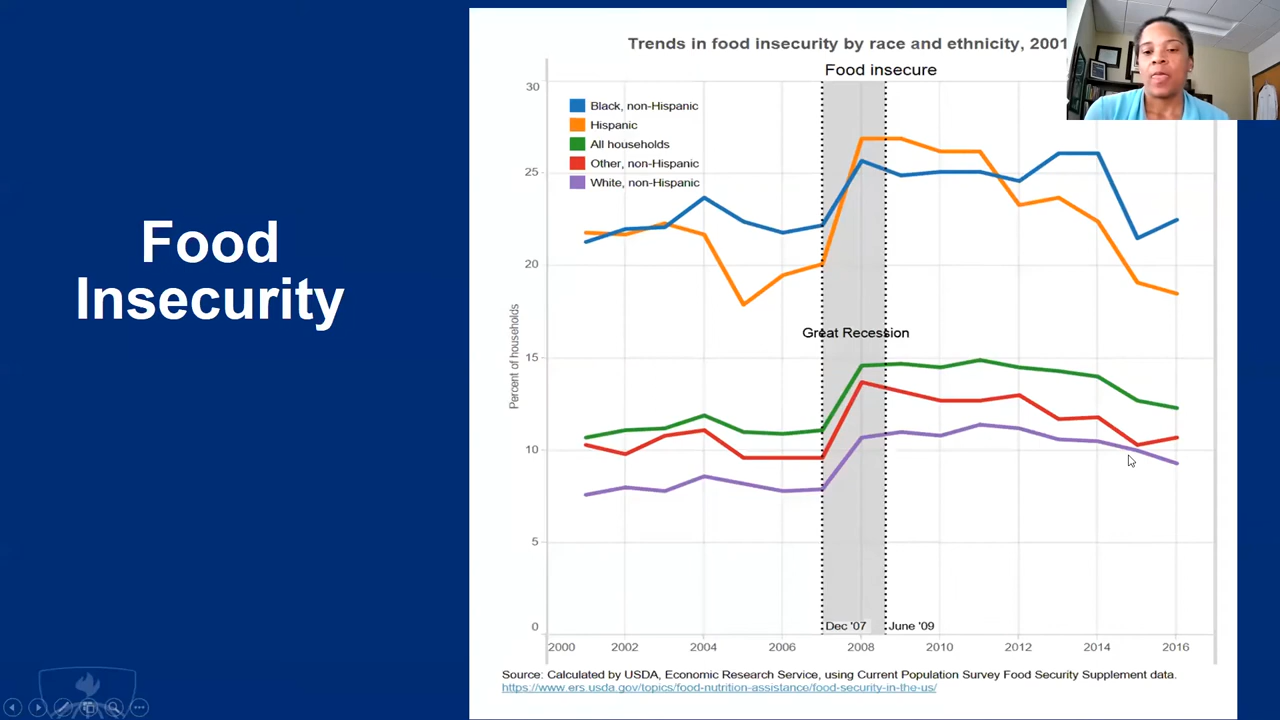 Food
Insecurity
Trends in food insecurity by race and ethnicity, 2001
Food insecure
Black, non-Hispanic
Hispanic
All households
Other, non-Hispanic
White, non-Hispanic
30
25
20
15
10
5
0
Percent of households
Great Recession
Dec '07
June '09
2000
2002
2004
2006
2008
2010
2012
2014
2016
Source: Calculated by USDA, Economic Research Service, using Current Population Survey Food Security Supplement data.
https://www.ers.usda.gov/topics/food-nutrition-assistance/food-security-in-the-us/